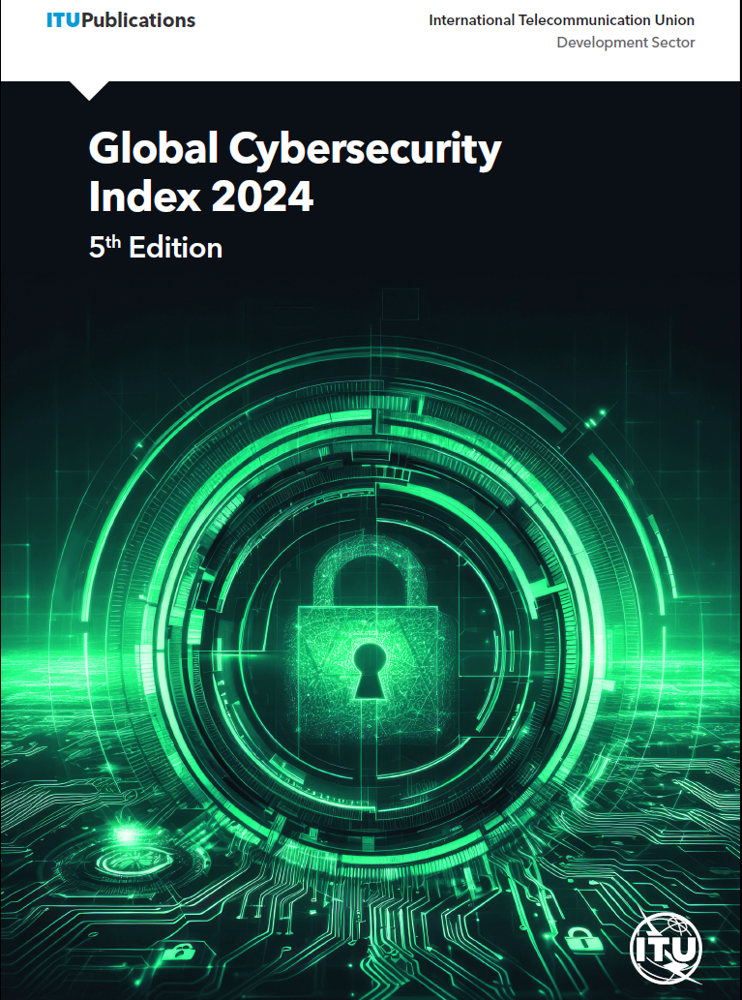 ITUPublications
International Telecommunication Union
Development Sector
Global Cybersecurity
Index 2024
5th Edition
ITU